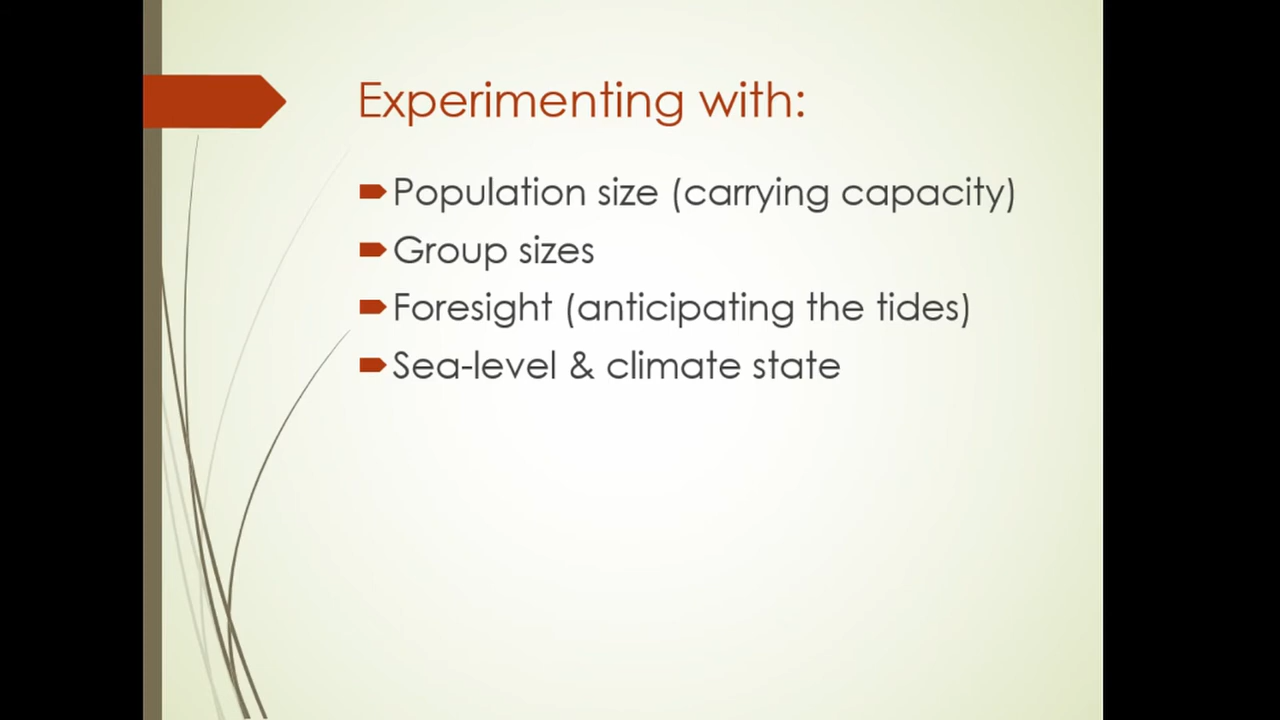 Experimenting with:
Population size (carrying capacity)
Group sizes
Foresight (anticipating the tides)
Sea-level & climate state